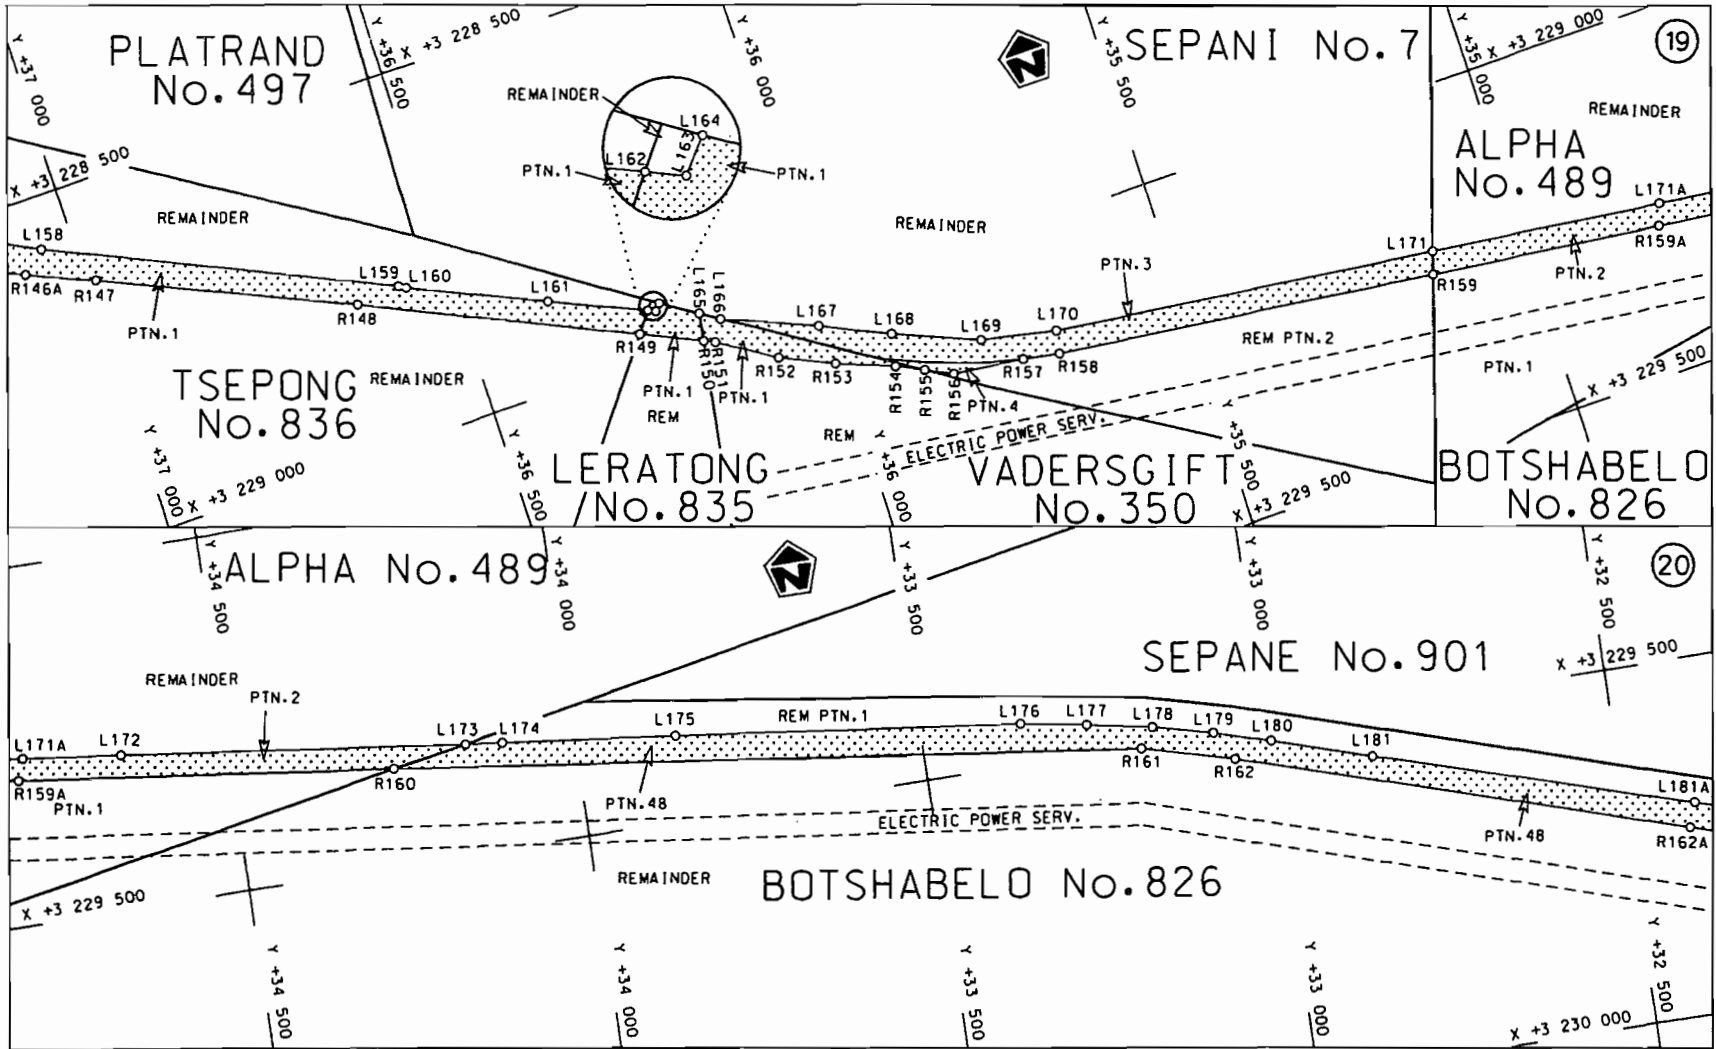 Y +37 000
PLATRAND
No.497
Y +36 500
X +3 228 500
Y +36 000
N
Y +35 500
SEPANI No.7
Y +35 000
X +3 229 000
19
REMAINDER
L164
L163
L162
PTN.1
PTN.1
REMAINDER
ALPHA
No.489
X +3 228 500
REMAINDER
REMAINDER
L171A
R159A
L158
R146A
R147
PTN.1
L159
L160
R148
L161
R149
L165
L166
R150
R151
PTN.1
PTN.1
L167
R152
R153
L168
R154
R155
R156
L169
PTN.4
L170
R157
R158
PTN.3
L171
R159
PTN.2
REM PTN.2
PTN.1
X +3 229 500
TSEPONG
No.836
REMAINDER
REM
REM
ELECTRIC POWER SERV.
Y +37 000
X +3 229 000
Y +36 500
LERATONG
No.835
Y +36 000
VADERSGIFT
No.350
+35 500
X +3 229 500
BOTSHABELO
No.826
Y +34 500
ALPHA No.489
Y +34 000
N
Y +33 500
Y +33 000
Y +32 500
20
SEPANE No.901
X +3 229 500
REMAINDER
PTN.2
L171A
R159A
PTN.1
L172
L173
L174
R160
L175
PTN.48
REM PTN.1
L176
L177
L178
L179
L180
L181
L181A
R161
R162
R162A
PTN.48
ELECTRIC POWER SERV.
REMAINDER
BOTSHABELO No.826
X +3 229 500
Y +34 500
Y +34 000
Y +33 500
Y +33 000
Y +32 500
X +3 230 000